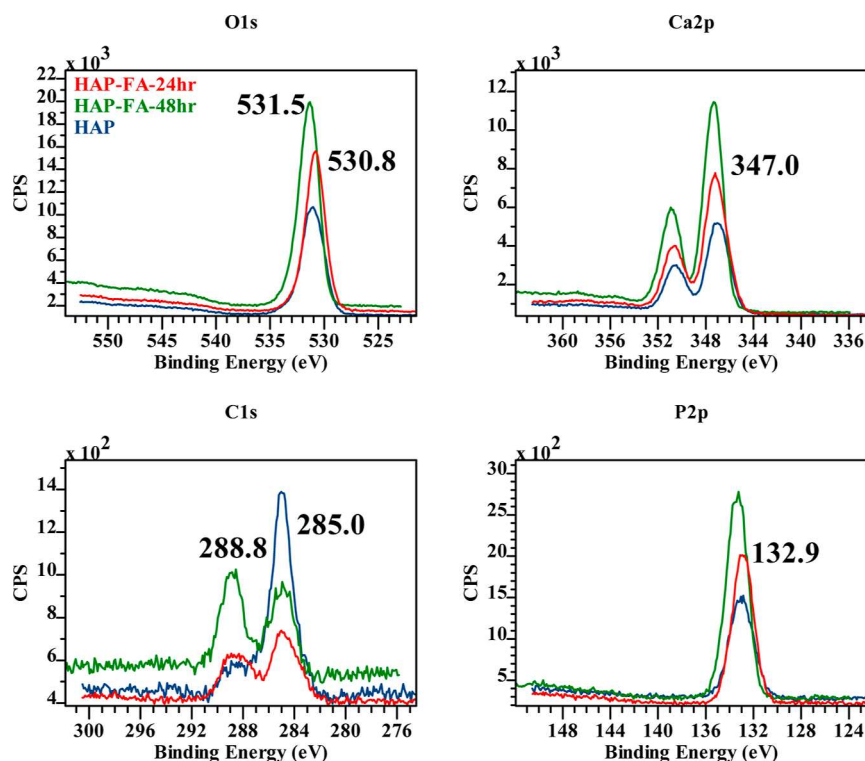 O1s
x 10^3
22
20
18
16
14
12
10
8
6
4
2
CPS
HAP-FA-24hr
HAP-FA-48hr
HAP
531.5
530.8
550 545 540 535 530 525
Binding Energy (eV)
Ca2p
x 10^3
12
10
8
6
4
2
CPS
347.0
360 356 352 348 344 340 336
Binding Energy (eV)
C1s
x 10^2
14
12
10
8
6
4
CPS
288.8
285.0
300 296 292 288 284 280 276
Binding Energy (eV)
P2p
x 10^2
30
25
20
15
10
5
CPS
132.9
148 144 140 136 132 128 124
Binding Energy (eV)